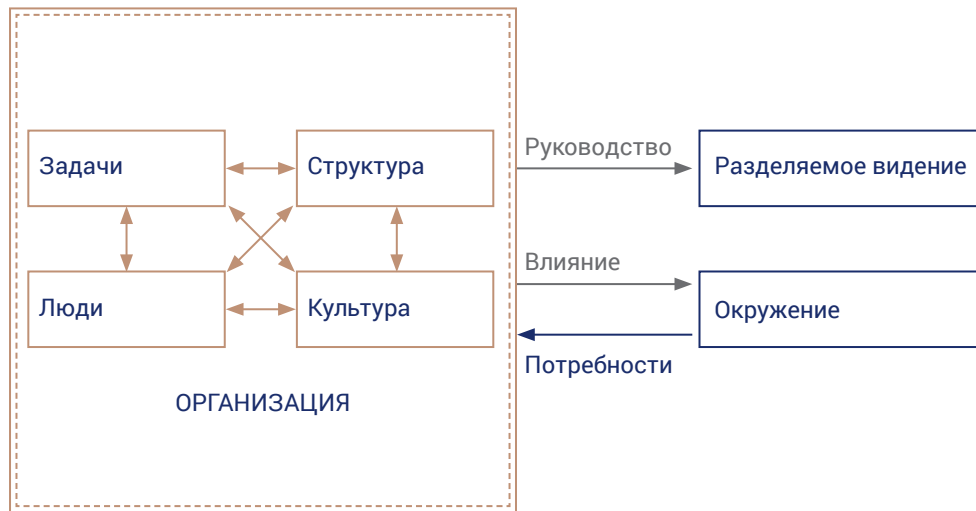 Задачи
Структура
Руководство
Разделяемое видение
Влияние
Люди
Культура
Окружение
Потребности
ОРГАНИЗАЦИЯ